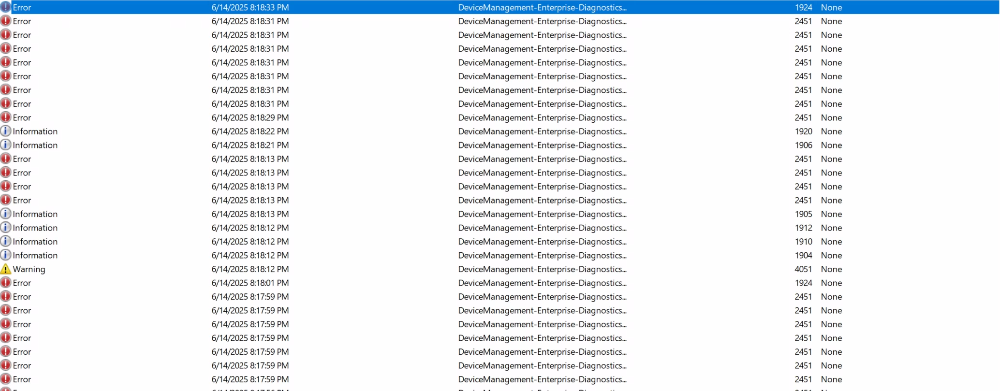 Error 6/14/2025 8:18:33 PM DeviceManagement-Enterprise-Diagnostics... 1924 None
Error 6/14/2025 8:18:31 PM DeviceManagement-Enterprise-Diagnostics... 2451 None
Error 6/14/2025 8:18:31 PM DeviceManagement-Enterprise-Diagnostics... 2451 None
Error 6/14/2025 8:18:31 PM DeviceManagement-Enterprise-Diagnostics... 2451 None
Error 6/14/2025 8:18:31 PM DeviceManagement-Enterprise-Diagnostics... 2451 None
Error 6/14/2025 8:18:31 PM DeviceManagement-Enterprise-Diagnostics... 2451 None
Error 6/14/2025 8:18:31 PM DeviceManagement-Enterprise-Diagnostics... 2451 None
Error 6/14/2025 8:18:31 PM DeviceManagement-Enterprise-Diagnostics... 2451 None
Error 6/14/2025 8:18:29 PM DeviceManagement-Enterprise-Diagnostics... 2451 None
Information 6/14/2025 8:18:22 PM DeviceManagement-Enterprise-Diagnostics... 1920 None
Information 6/14/2025 8:18:21 PM DeviceManagement-Enterprise-Diagnostics... 1906 None
Error 6/14/2025 8:18:13 PM DeviceManagement-Enterprise-Diagnostics... 2451 None
Error 6/14/2025 8:18:13 PM DeviceManagement-Enterprise-Diagnostics... 2451 None
Error 6/14/2025 8:18:13 PM DeviceManagement-Enterprise-Diagnostics... 2451 None
Error 6/14/2025 8:18:13 PM DeviceManagement-Enterprise-Diagnostics... 2451 None
Information 6/14/2025 8:18:13 PM DeviceManagement-Enterprise-Diagnostics... 1905 None
Information 6/14/2025 8:18:12 PM DeviceManagement-Enterprise-Diagnostics... 1912 None
Information 6/14/2025 8:18:12 PM DeviceManagement-Enterprise-Diagnostics... 1910 None
Information 6/14/2025 8:18:12 PM DeviceManagement-Enterprise-Diagnostics... 1904 None
Warning 6/14/2025 8:18:12 PM DeviceManagement-Enterprise-Diagnostics... 4051 None
Error 6/14/2025 8:18:01 PM DeviceManagement-Enterprise-Diagnostics... 1924 None
Error 6/14/2025 8:17:59 PM DeviceManagement-Enterprise-Diagnostics... 2451 None
Error 6/14/2025 8:17:59 PM DeviceManagement-Enterprise-Diagnostics... 2451 None
Error 6/14/2025 8:17:59 PM DeviceManagement-Enterprise-Diagnostics... 2451 None
Error 6/14/2025 8:17:59 PM DeviceManagement-Enterprise-Diagnostics... 2451 None
Error 6/14/2025 8:17:59 PM DeviceManagement-Enterprise-Diagnostics... 2451 None
Error 6/14/2025 8:17:59 PM DeviceManagement-Enterprise-Diagnostics... 2451 None
Error 6/14/2025 8:17:59 PM DeviceManagement-Enterprise-Diagnostics... 2451 None